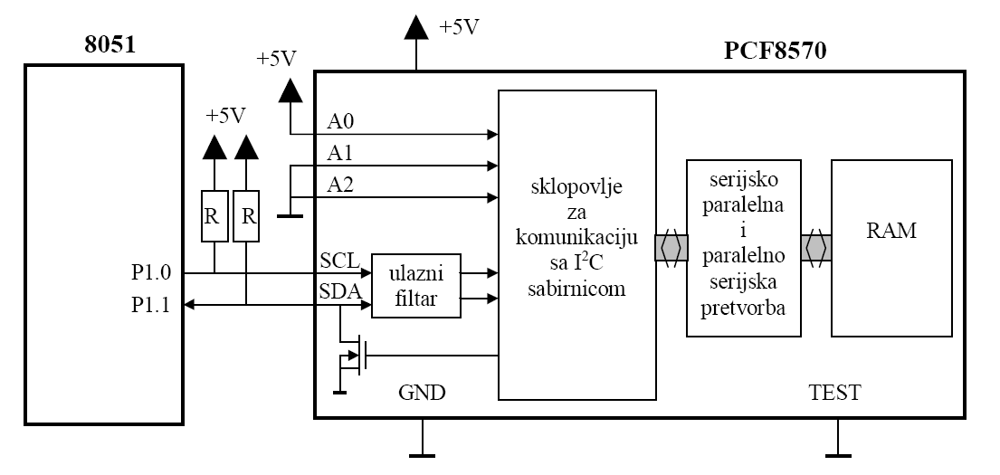 +5V
8051
PCF8570
+5V
+5V
A0
A1
A2
R
R
sklopovlje
za
komunikaciju
sa I²C
sabirnicom
serijsko
paralelna
i
paralelno
serijska
pretvorba
RAM
P1.0
SCL
P1.1
SDA
ulazni
filtar
GND
TEST